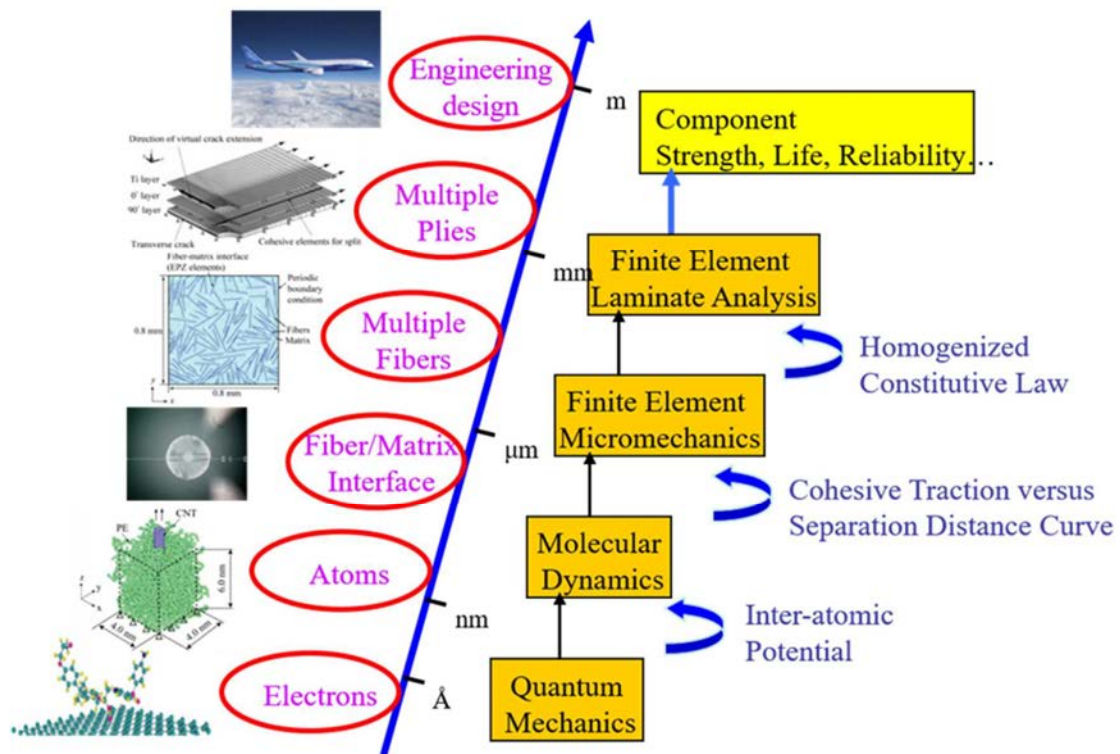 Engineering
design
m
Component
Strength, Life, Reliability…
Direction of virtual crack extension
Ti layer
0° layer
90° layer
Transverse crack
Cohesive elements for split
Multiple
Plies
mm
Finite Element
Laminate Analysis
Fiber-matrix interface
(EPZ elements)
Periodic
boundary
condition
0.8 mm
Fibers
Matrix
0.8 mm
y
x
Multiple
Fibers
Homogenized
Constitutive Law
Finite Element
Micromechanics
Fiber/Matrix
Interface
μm
Cohesive Traction versus
Separation Distance Curve
PE
CNT
6.0 nm
z
y
x
4.0 nm
4.0 nm
Atoms
nm
Molecular
Dynamics
Inter-atomic
Potential
Electrons
Å
Quantum
Mechanics